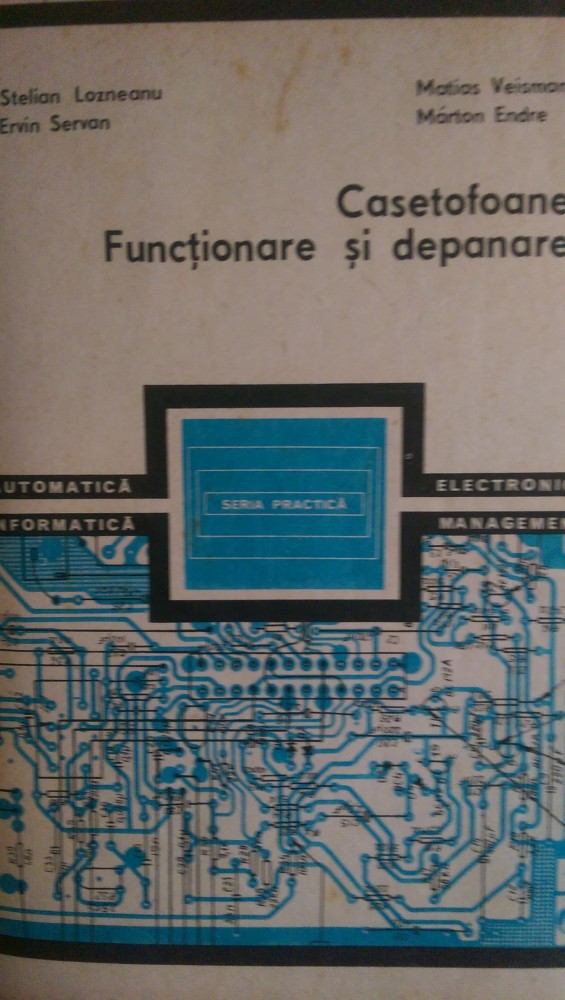 Stelian Lozneanu
Ervin Servan
Matias Veisman
Márton Endre
Casetofoane
Funcționare și depanare
AUTOMATICĂ
INFORMATICĂ
SERIA PRACTICĂ
ELECTRONIC
MANAGEMEN